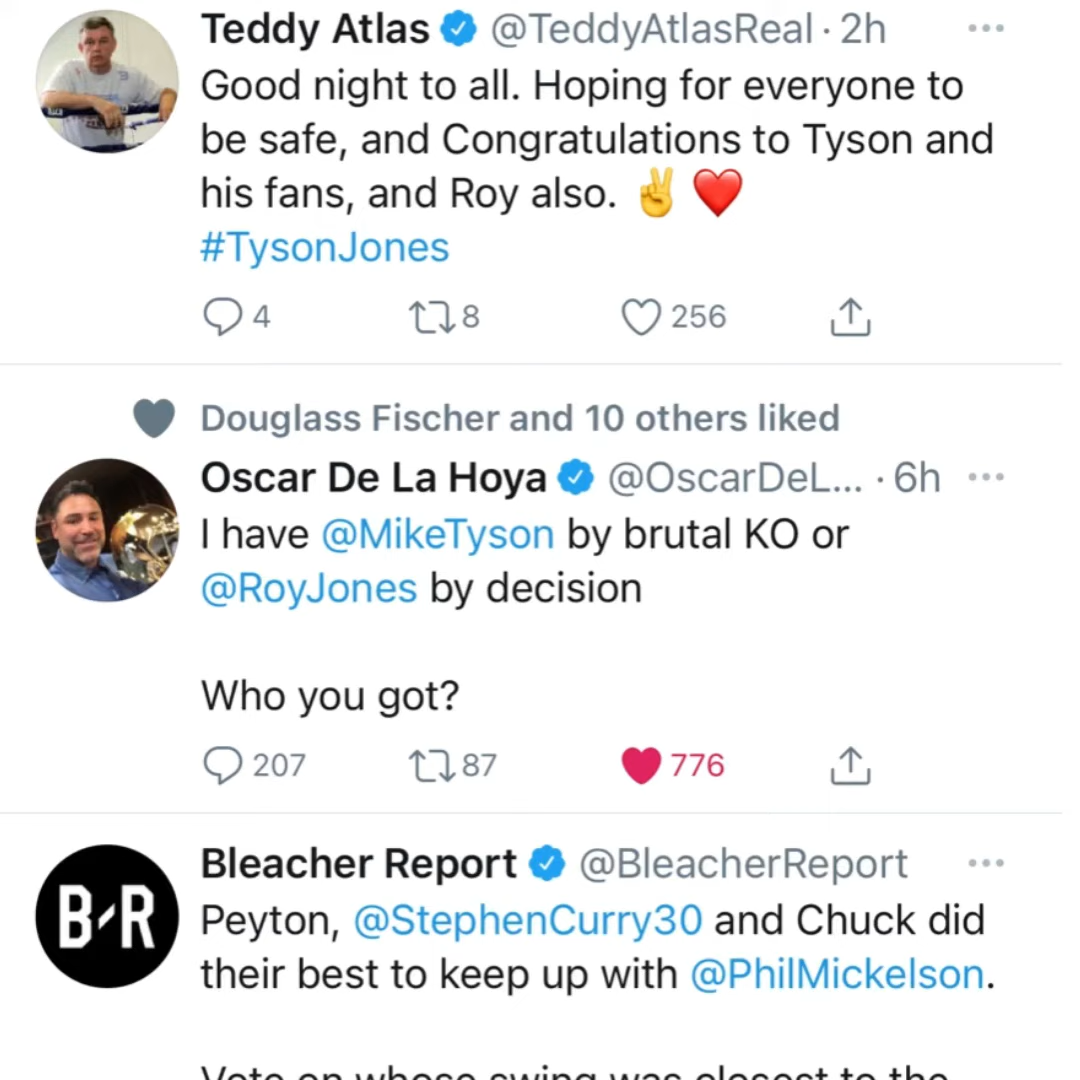 Teddy Atlas @TeddyAtlasReal · 2h
Good night to all. Hoping for everyone to
be safe, and Congratulations to Tyson and
his fans, and Roy also. ✌️ ❤️
#TysonJones
4 8 256
Douglass Fischer and 10 others liked
Oscar De La Hoya @OscarDeL... · 6h
I have @MikeTyson by brutal KO or
@RoyJones by decision
Who you got?
207 87 776
B R
Bleacher Report @BleacherReport
Peyton, @StephenCurry30 and Chuck did
their best to keep up with @PhilMickelson.
Vote on whose swing was closest to the